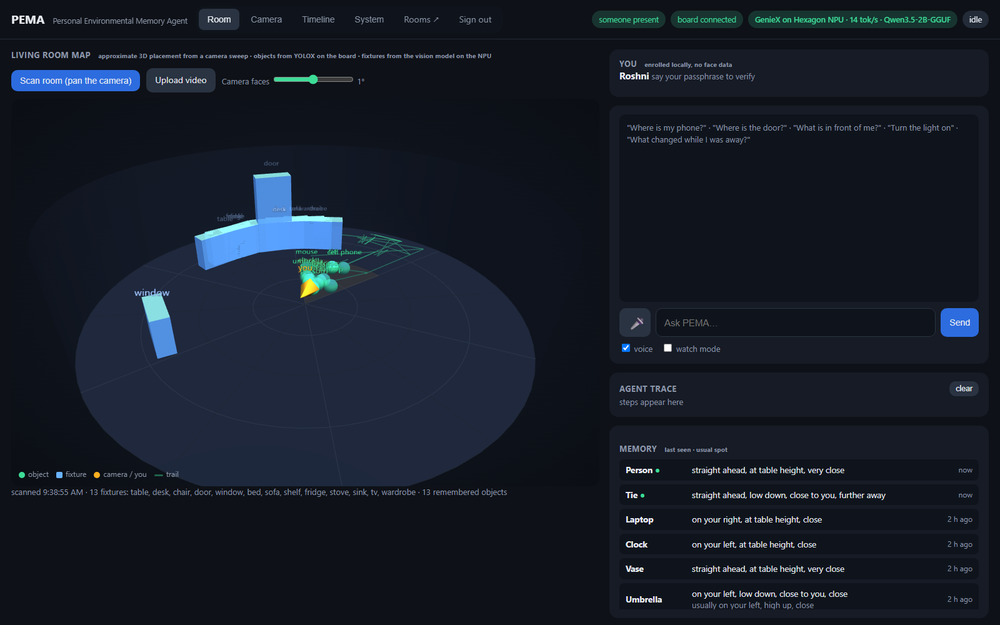 PEMA Personal Environmental Memory Agent Room Camera Timeline System Rooms ↗ Sign out someone present board connected GenieX on Hexagon NPU · 14 tok/s · Qwen3.5-2B-GGUF idle
LIVING ROOM MAP approximate 3D placement from a camera sweep · objects from YOLOX on the board · fixtures from the vision model on the NPU
Scan room (pan the camera) Upload video Camera faces 1°
door
desk
table
mouse
cell phone
umbrella
you
window
object fixture camera / you trail
scanned 9:38:55 AM · 13 fixtures: table, desk, chair, door, window, bed, sofa, shelf, fridge, stove, sink, tv, wardrobe · 13 remembered objects
YOU enrolled locally, no face data
Roshni say your passphrase to verify
"Where is my phone?" · "Where is the door?" · "What is in front of me?" · "Turn the light on" ·
"What changed while I was away?"
Ask PEMA... Send
voice watch mode
AGENT TRACE clear
steps appear here
MEMORY last seen · usual spot
Person straight ahead, at table height, very close now
Tie straight ahead, low down, close to you, further away now
Laptop on your right, at table height, close 2 h ago
Clock on your left, at table height, close 2 h ago
Vase straight ahead, at table height, very close 2 h ago
Umbrella on your left, low down, close to you, close 2 h ago
usually on your left, high up, close